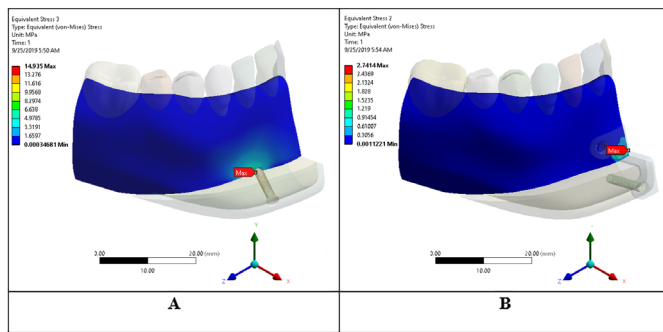 Equivalent Stress 3
Type: Equivalent (von-Mises) Stress
Unit: MPa
Time: 1
9/25/2019 5:50 AM
14.935 Max
13.276
11.616
9.9568
8.2974
6.638
4.9785
3.3191
1.6597
0.00034681 Min
Max
0.00
20.00 (mm)
10.00
Y
Z
X
A
Equivalent Stress 2
Type: Equivalent (von-Mises) Stress
Unit: MPa
Time: 1
9/25/2019 5:54 AM
2.7414 Max
2.4369
2.1324
1.828
1.5235
1.219
0.91454
0.61007
0.3056
0.0011221 Min
Max
0.00
20.00 (mm)
10.00
Z
X
B